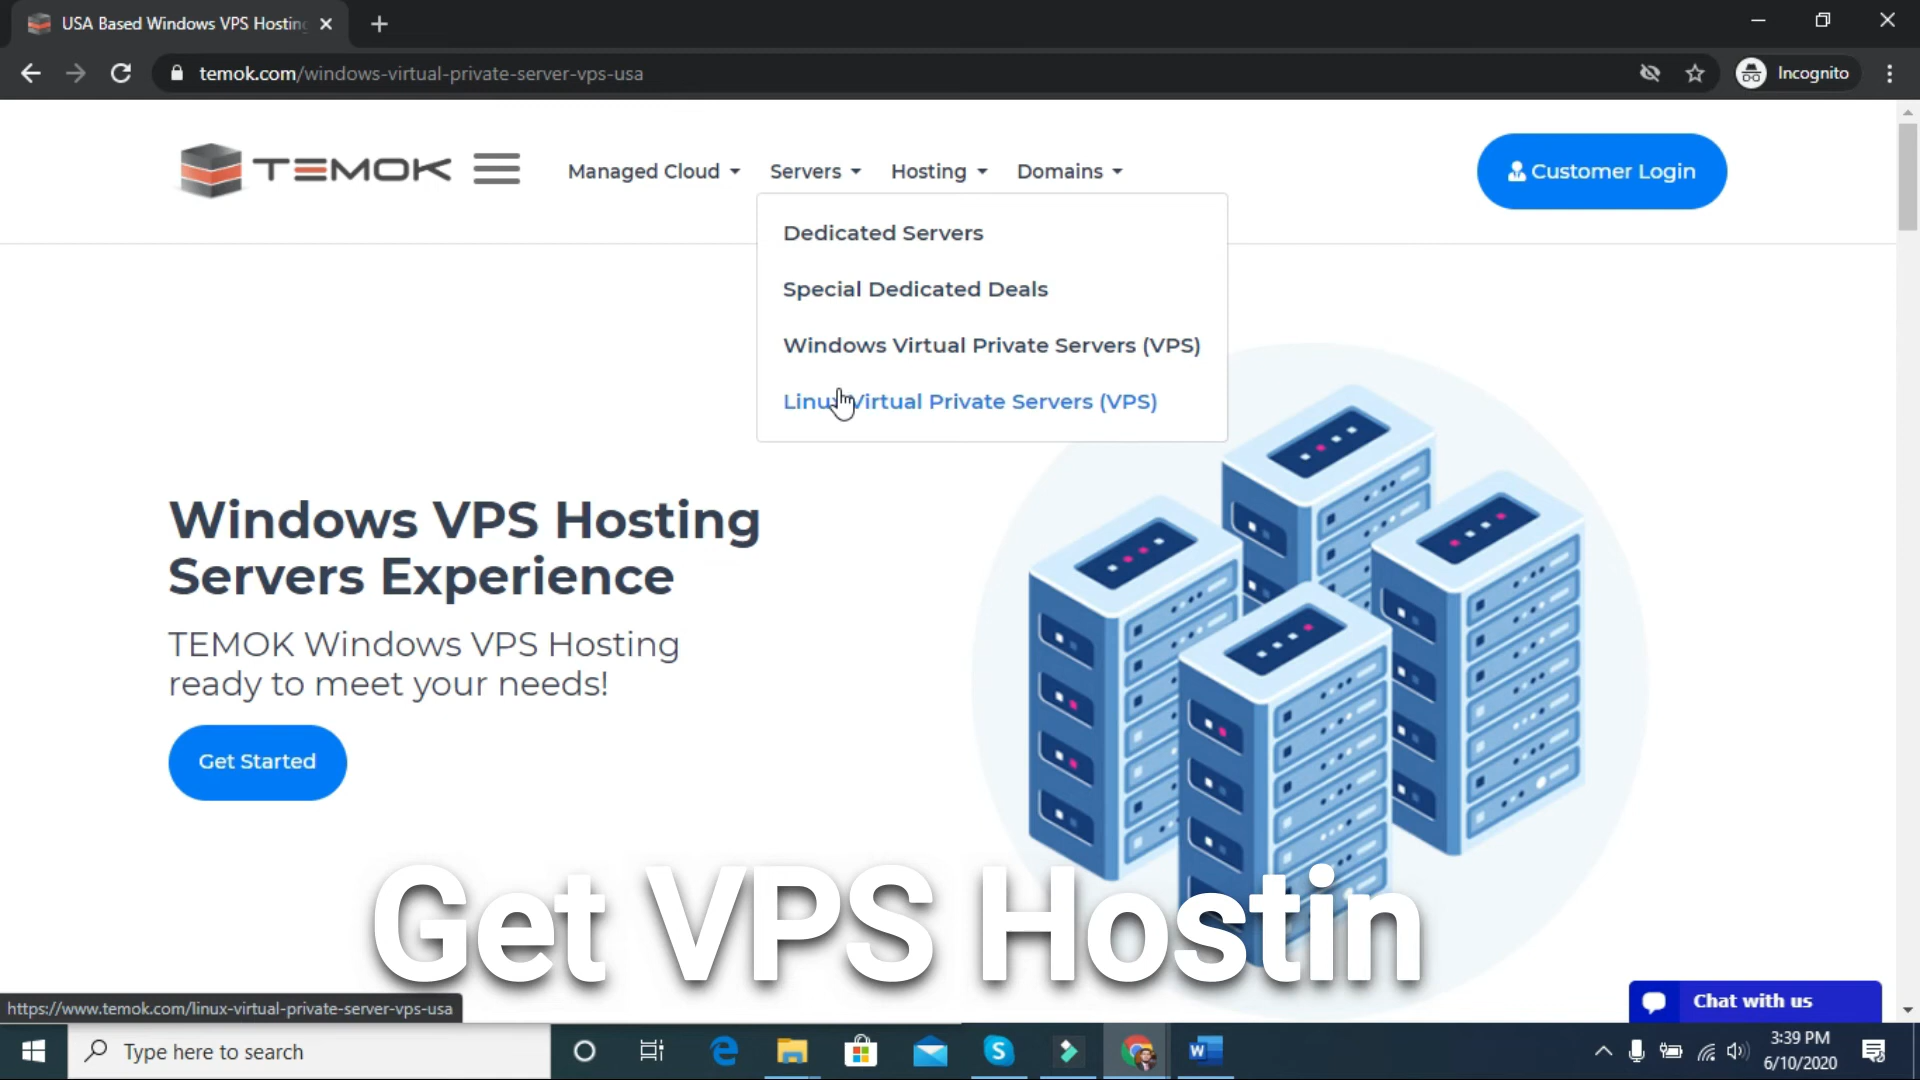 USA Based Windows VPS Hostin
temok.com/windows-virtual-private-server-vps-usa
Incognito
TEMOK
Managed Cloud
Servers
Hosting
Domains
Customer Login
Dedicated Servers
Special Dedicated Deals
Windows Virtual Private Servers (VPS)
Linux Virtual Private Servers (VPS)
Windows VPS Hosting
Servers Experience
TEMOK Windows VPS Hosting
ready to meet your needs!
Get Started
Get VPS Hostin
https://www.temok.com/linux-virtual-private-server-vps-usa
Chat with us
Type here to search
3:39 PM
6/10/2020